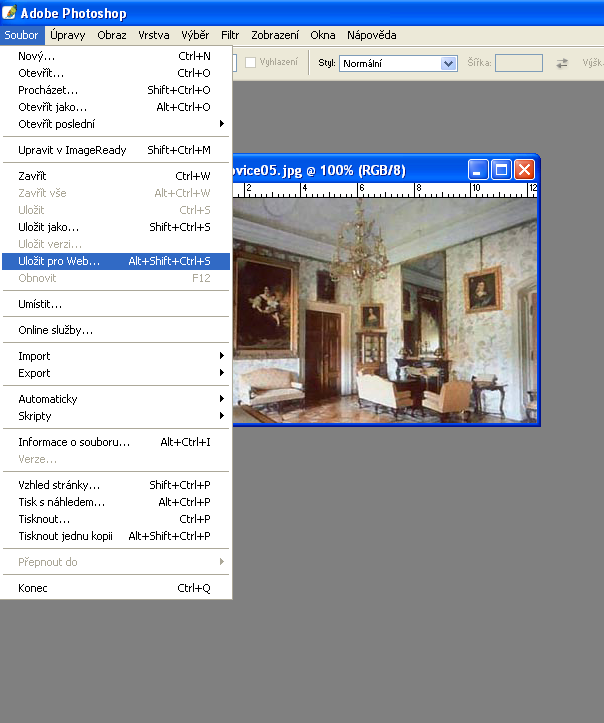 Adobe Photoshop
Soubor Úpravy Obraz Vrstva Výběr Filtr Zobrazení Okna Nápověda
Vyhlazení Styl: Normální Šířka: Výšk
Nový... Ctrl+N
Otevřít... Ctrl+O
Procházet... Shift+Ctrl+O
Otevřít jako... Alt+Ctrl+O
Otevřít poslední
Upravit v ImageReady Shift+Ctrl+M
Zavřít Ctrl+W
Zavřít vše Alt+Ctrl+W
Uložit Ctrl+S
Uložit jako... Shift+Ctrl+S
Uložit verzi...
Uložit pro Web... Alt+Shift+Ctrl+S
Obnovit F12
Umístit...
Online služby...
Import
Export
Automaticky
Skripty
Informace o souboru... Alt+Ctrl+I
Verze...
Vzhled stránky... Shift+Ctrl+P
Tisk s náhledem... Alt+Ctrl+P
Tisknout... Ctrl+P
Tisknout jednu kopii Alt+Shift+Ctrl+P
Přepnout do
Konec Ctrl+Q
ovice05.jpg @ 100% (RGB/8)
2 4 6 8 10 12